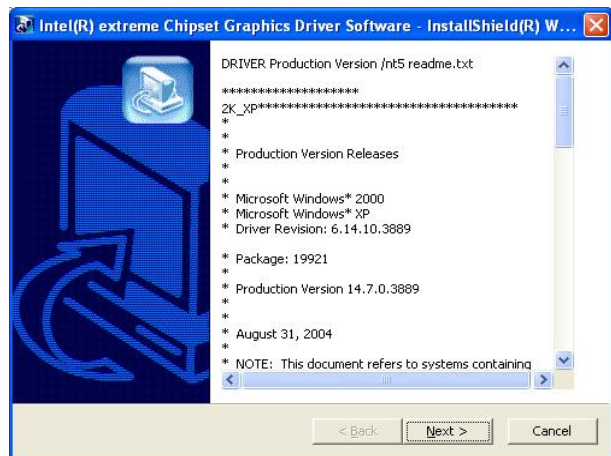 Intel(R) extreme Chipset Graphics Driver Software - InstallShield(R) W...
DRIVER Production Version /nt5 readme.txt
*******************
2K_XP*************************************
*
*
* Production Version Releases
*
*
* Microsoft Windows* 2000
* Microsoft Windows* XP
* Driver Revision: 6.14.10.3889
* Package: 19921
*
* Production Version 14.7.0.3889
*
*
* August 31, 2004
*
* NOTE: This document refers to systems containing
< Back
Next >
Cancel